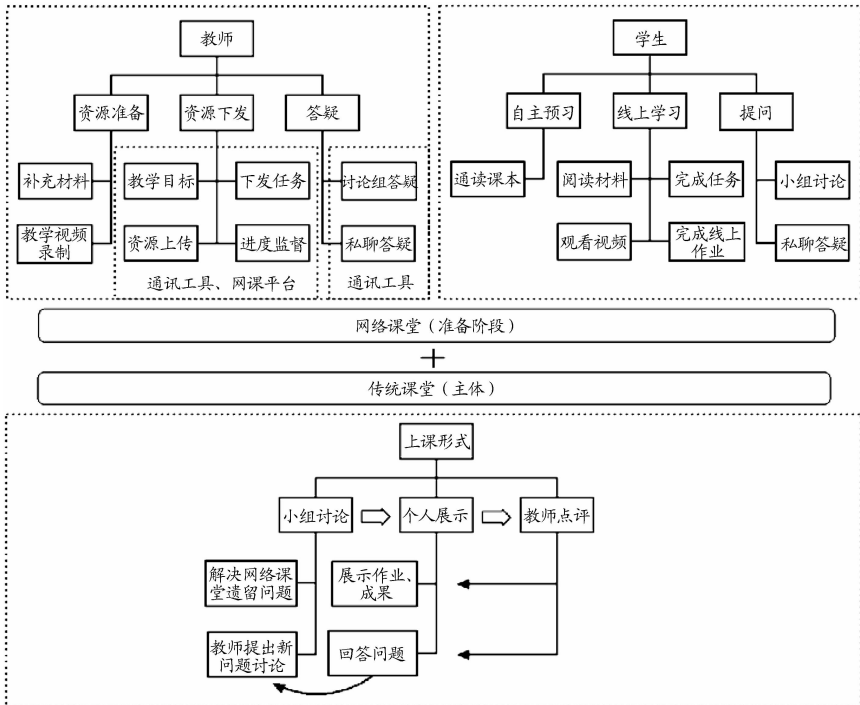 教师
资源准备
资源下发
答疑
补充材料
教学目标
下发任务
讨论组答疑
教学视频
录制
资源上传
进度监督
私聊答疑
通讯工具、网课平台
通讯工具
学生
自主预习
线上学习
提问
通读课本
阅读材料
完成任务
小组讨论
观看视频
完成线上
作业
私聊答疑
网络课堂（准备阶段）
+
传统课堂（主体）
上课形式
小组讨论
个人展示
教师点评
解决网络课
堂遗留问题
展示作业、
成果
教师提出新
问题讨论
回答问题